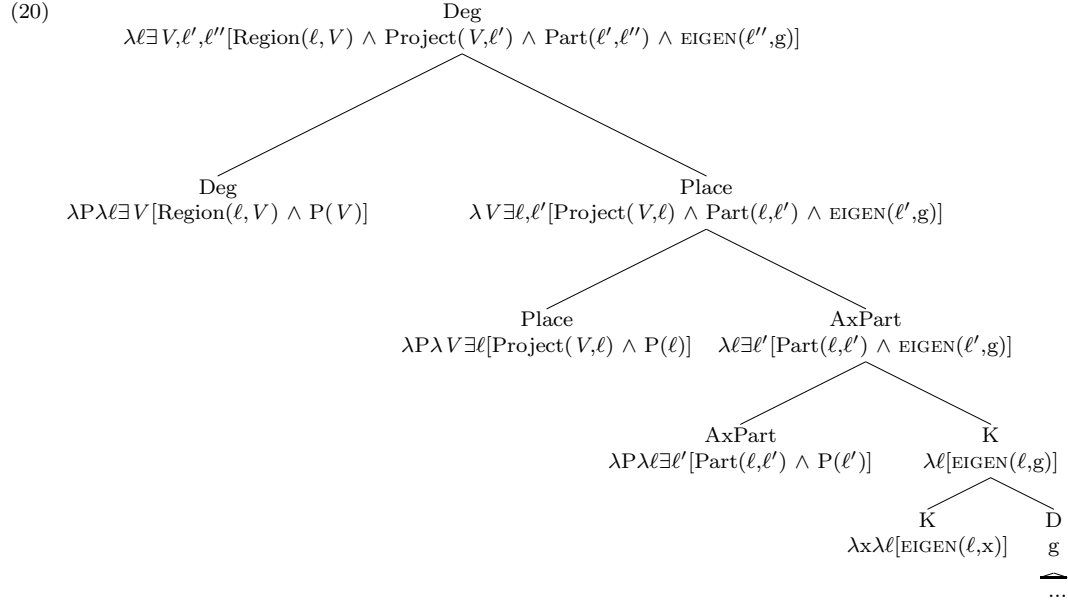 (20) Deg
λℓ∃V,ℓ′,ℓ″[Region(ℓ,V) ∧ Project(V,ℓ′) ∧ Part(ℓ′,ℓ″) ∧ EIGEN(ℓ″,g)]
Deg Place
λPλℓ∃V[Region(ℓ,V) ∧ P(V)] λV∃ℓ,ℓ′[Project(V,ℓ) ∧ Part(ℓ,ℓ′) ∧ EIGEN(ℓ′,g)]
Place AxPart
λPλV∃ℓ[Project(V,ℓ) ∧ P(ℓ)] λℓ∃ℓ′[Part(ℓ,ℓ′) ∧ EIGEN(ℓ′,g)]
AxPart K
λPλℓ∃ℓ′[Part(ℓ,ℓ′) ∧ P(ℓ′)] λℓ[EIGEN(ℓ,g)]
K D
λxλℓ[EIGEN(ℓ,x)] g
...